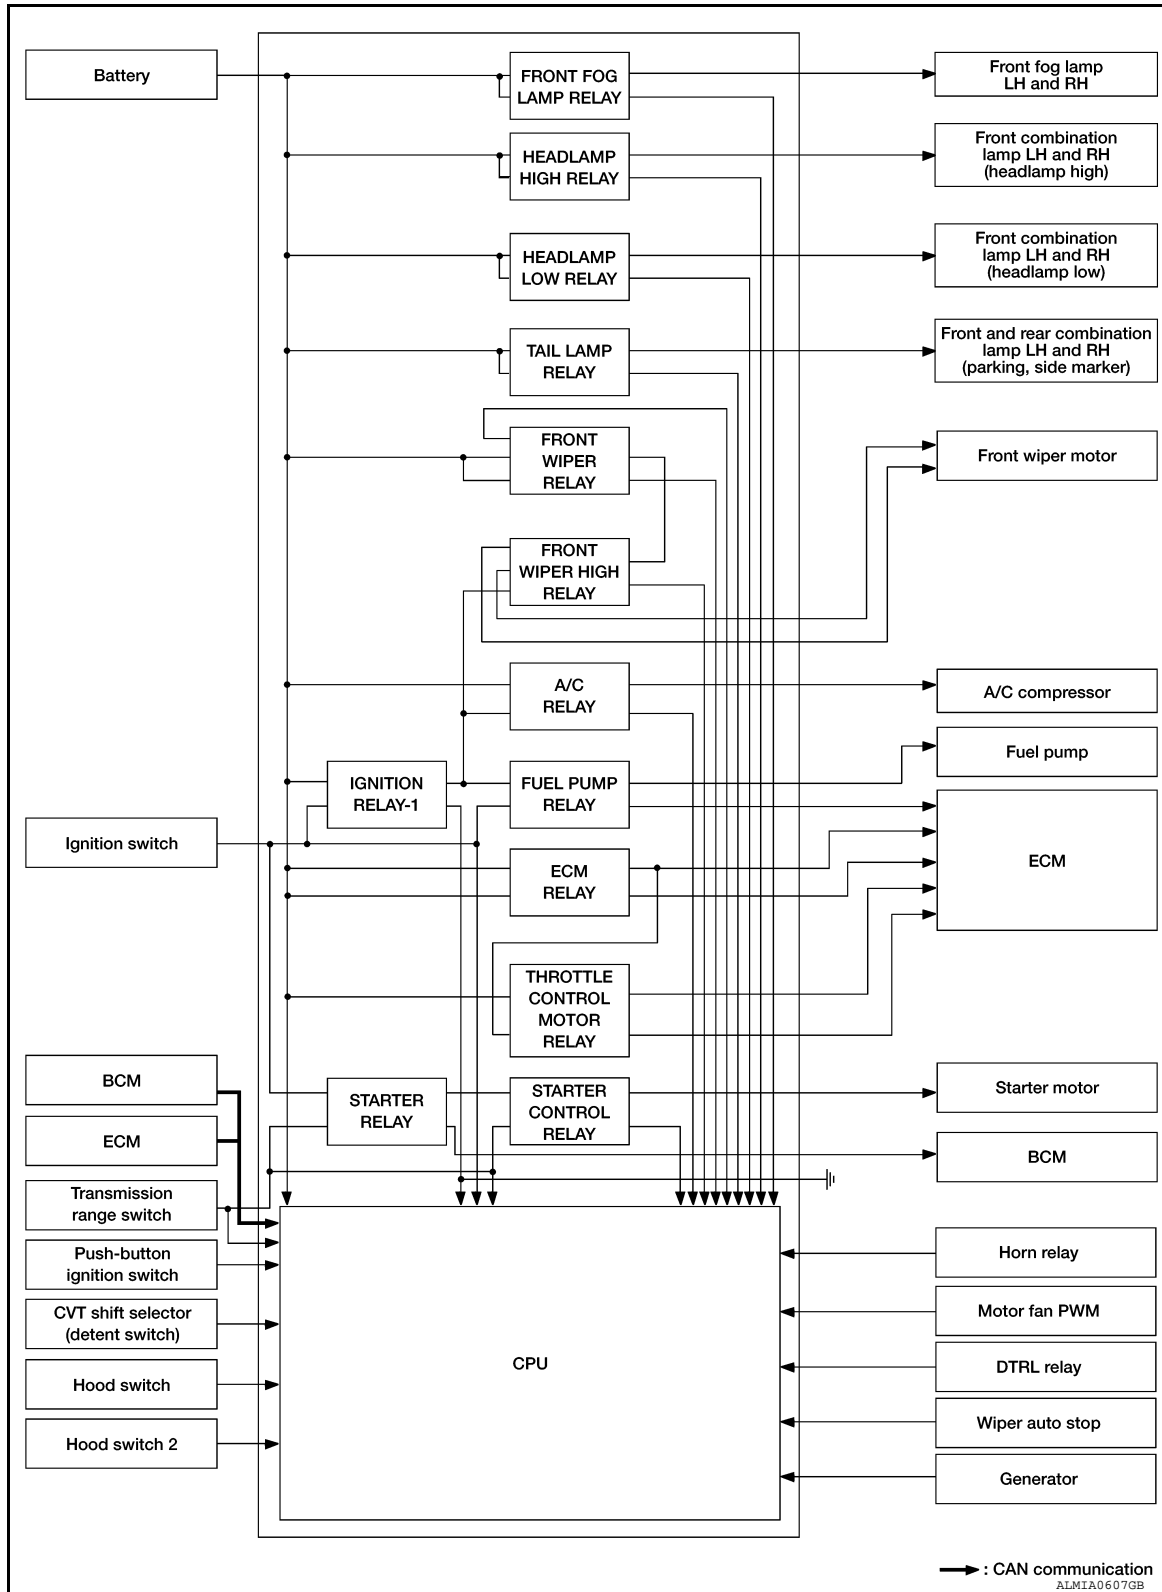 Battery
FRONT FOG
LAMP RELAY
Front fog lamp
LH and RH
HEADLAMP
HIGH RELAY
Front combination
lamp LH and RH
(headlamp high)
HEADLAMP
LOW RELAY
Front combination
lamp LH and RH
(headlamp low)
TAIL LAMP
RELAY
Front and rear combination
lamp LH and RH
(parking, side marker)
FRONT
WIPER
RELAY
Front wiper motor
FRONT
WIPER HIGH
RELAY
A/C
RELAY
A/C compressor
IGNITION
RELAY-1
FUEL PUMP
RELAY
Fuel pump
Ignition switch
ECM
RELAY
ECM
THROTTLE
CONTROL
MOTOR
RELAY
BCM
ECM
STARTER
RELAY
STARTER
CONTROL
RELAY
Starter motor
BCM
Transmission
range switch
Push-button
ignition switch
CVT shift selector
(detent switch)
Hood switch
Hood switch 2
CPU
Horn relay
Motor fan PWM
DTRL relay
Wiper auto stop
Generator
: CAN communication
ALMIA0607GB